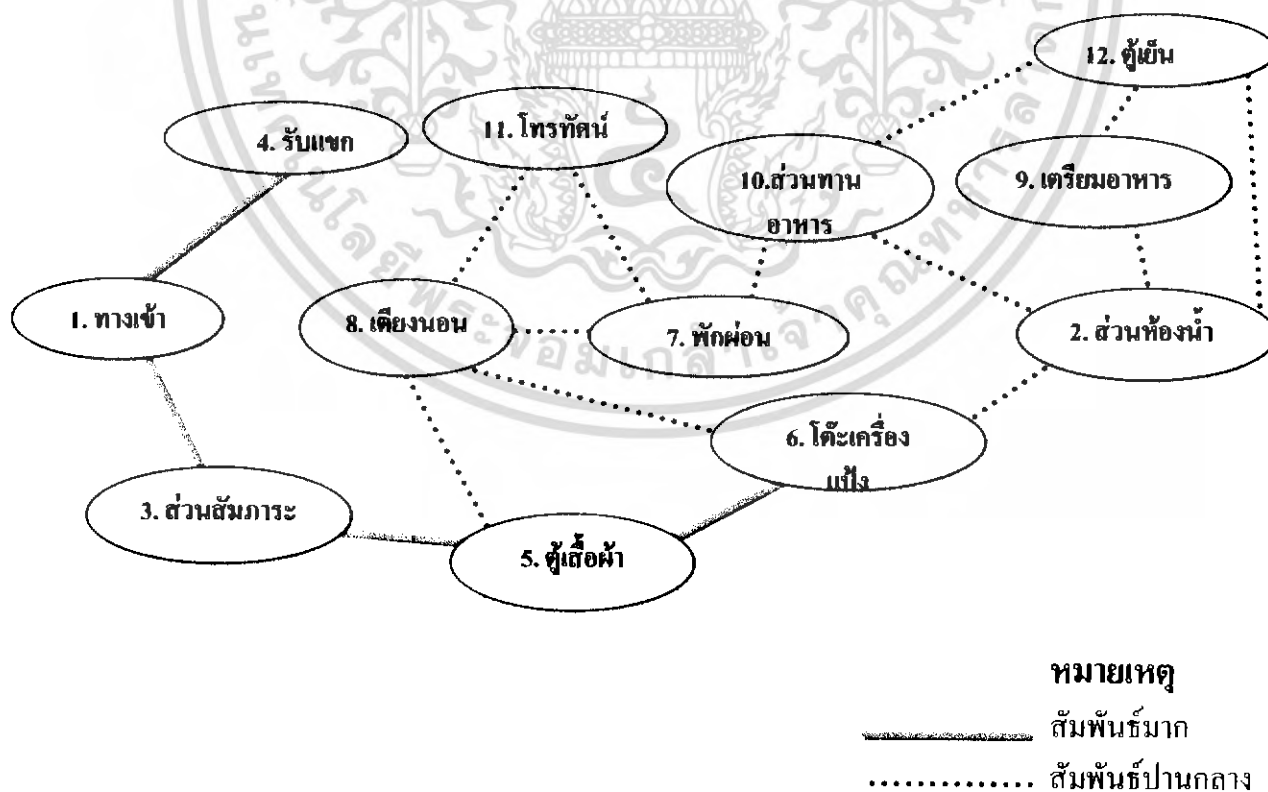 12. ตู้เย็น
4. รับแขก
11. โทรทัศน์
10.ส่วนทาน
อาหาร
9. เตรียมอาหาร
1. ทางเข้า
8. เตียงนอน
7. พักผ่อน
2. ส่วนห้องน้ำ
6. โต๊ะเครื่อง
แป้ง
3. ส่วนสัมภาระ
5. ตู้เสื้อผ้า
หมายเหตุ
สัมพันธ์มาก
สัมพันธ์ปานกลาง